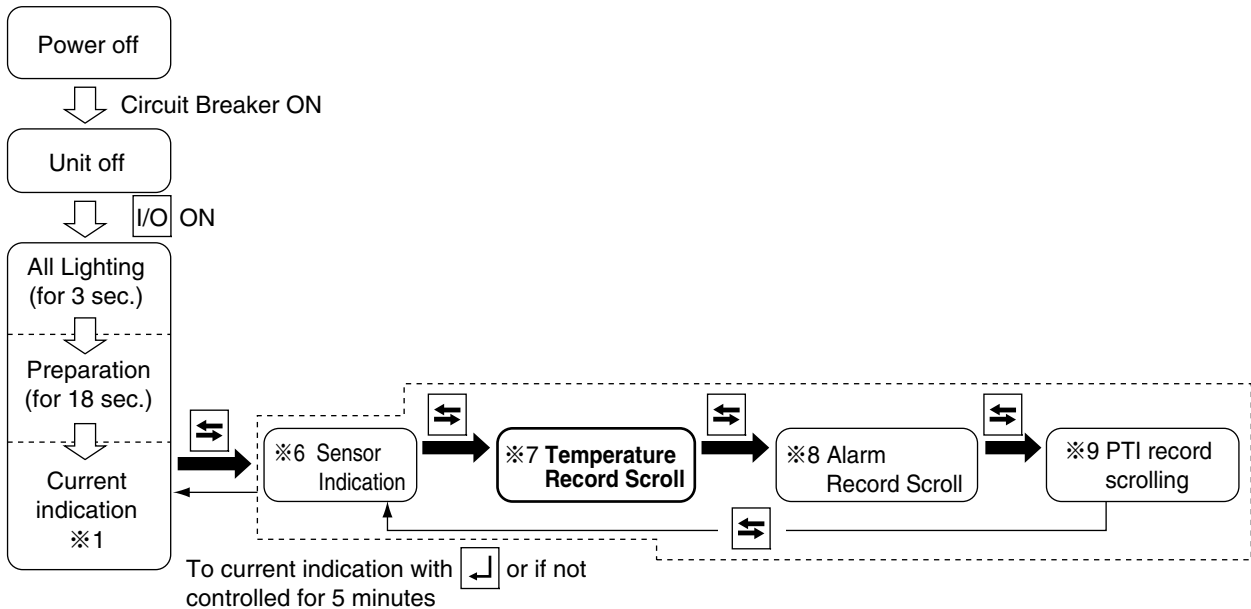 Power off
Circuit Breaker ON
Unit off
I/O ON
All Lighting
(for 3 sec.)
Preparation
(for 18 sec.)
Current
indication
※1
※6 Sensor
Indication
※7 Temperature
Record Scroll
※8 Alarm
Record Scroll
※9 PTI record
scrolling
To current indication with ↵ or if not
controlled for 5 minutes